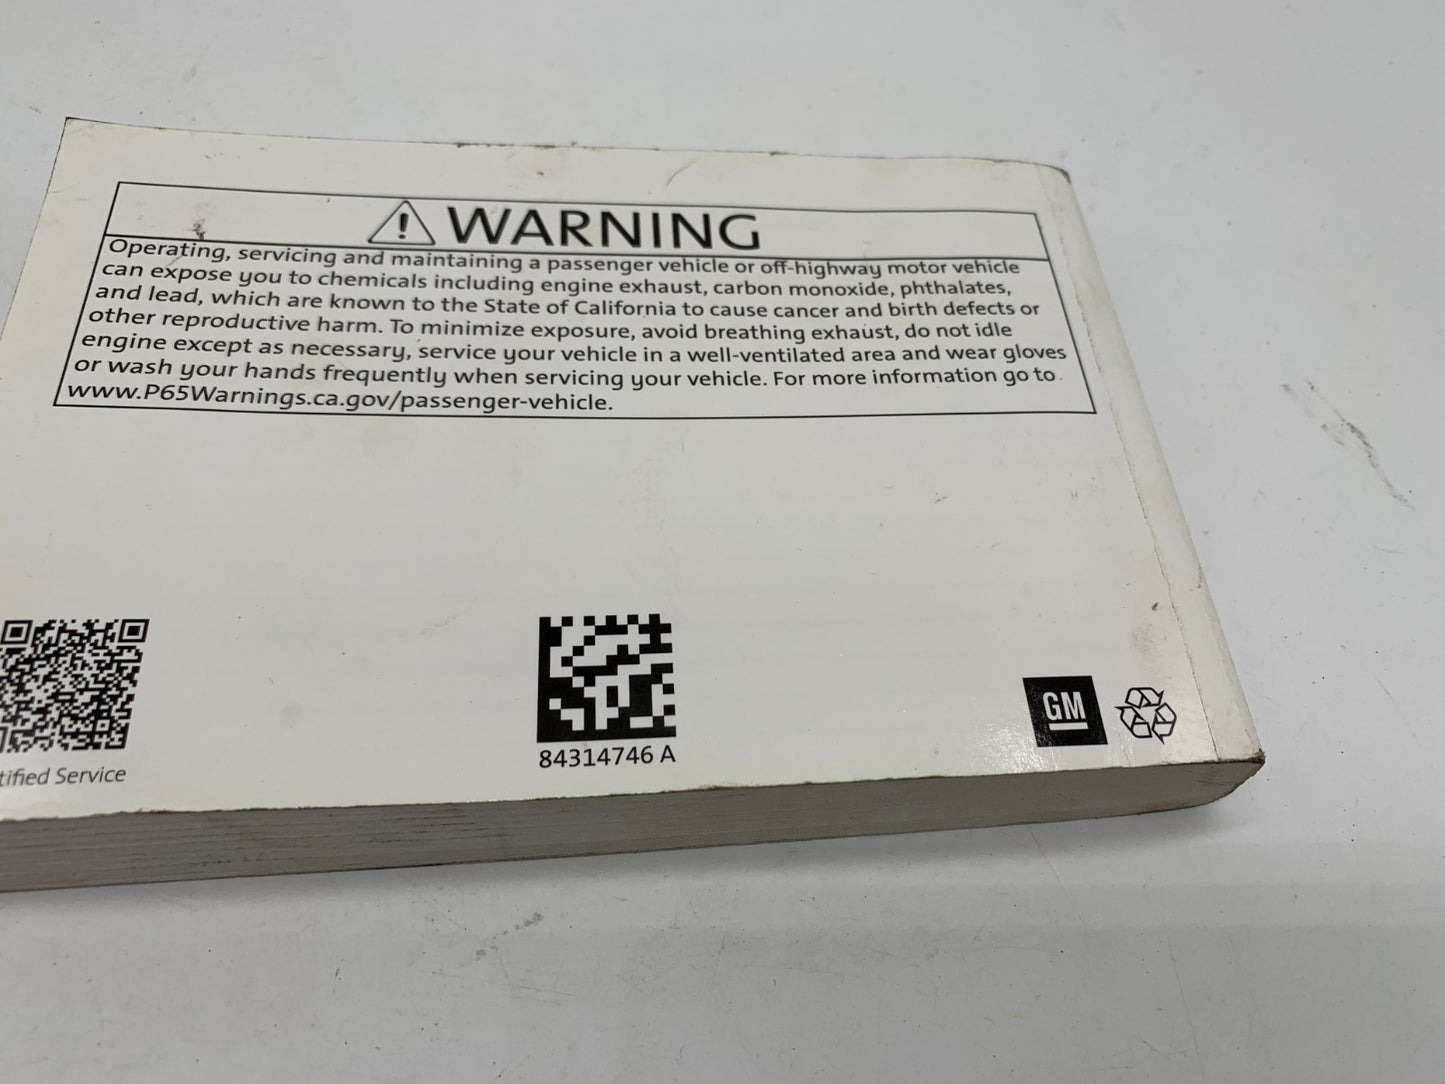 WARNING
Operating, servicing and maintaining a passenger vehicle or off-highway motor vehicle
can expose you to chemicals including engine exhaust, carbon monoxide, phthalates,
and lead, which are known to the State of California to cause cancer and birth defects or
other reproductive harm. To minimize exposure, avoid breathing exhaust, do not idle
engine except as necessary, service your vehicle in a well-ventilated area and wear gloves
or wash your hands frequently when servicing your vehicle. For more information go to
www.P65Warnings.ca.gov/passenger-vehicle.
tified Service
84314746 A
GM